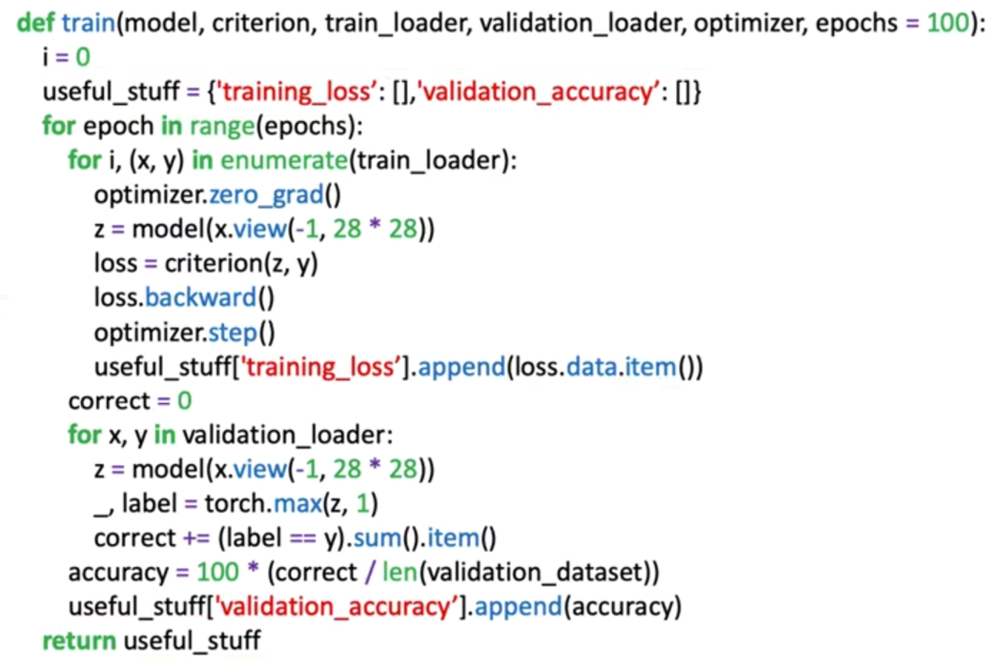 def train(model, criterion, train_loader, validation_loader, optimizer, epochs = 100):
i = 0
useful_stuff = {'training_loss’: [],'validation_accuracy’: []}
for epoch in range(epochs):
for i, (x, y) in enumerate(train_loader):
optimizer.zero_grad()
z = model(x.view(-1, 28 * 28))
loss = criterion(z, y)
loss.backward()
optimizer.step()
useful_stuff['training_loss’].append(loss.data.item())
correct = 0
for x, y in validation_loader:
z = model(x.view(-1, 28 * 28))
_, label = torch.max(z, 1)
correct += (label == y).sum().item()
accuracy = 100 * (correct / len(validation_dataset))
useful_stuff['validation_accuracy’].append(accuracy)
return useful_stuff